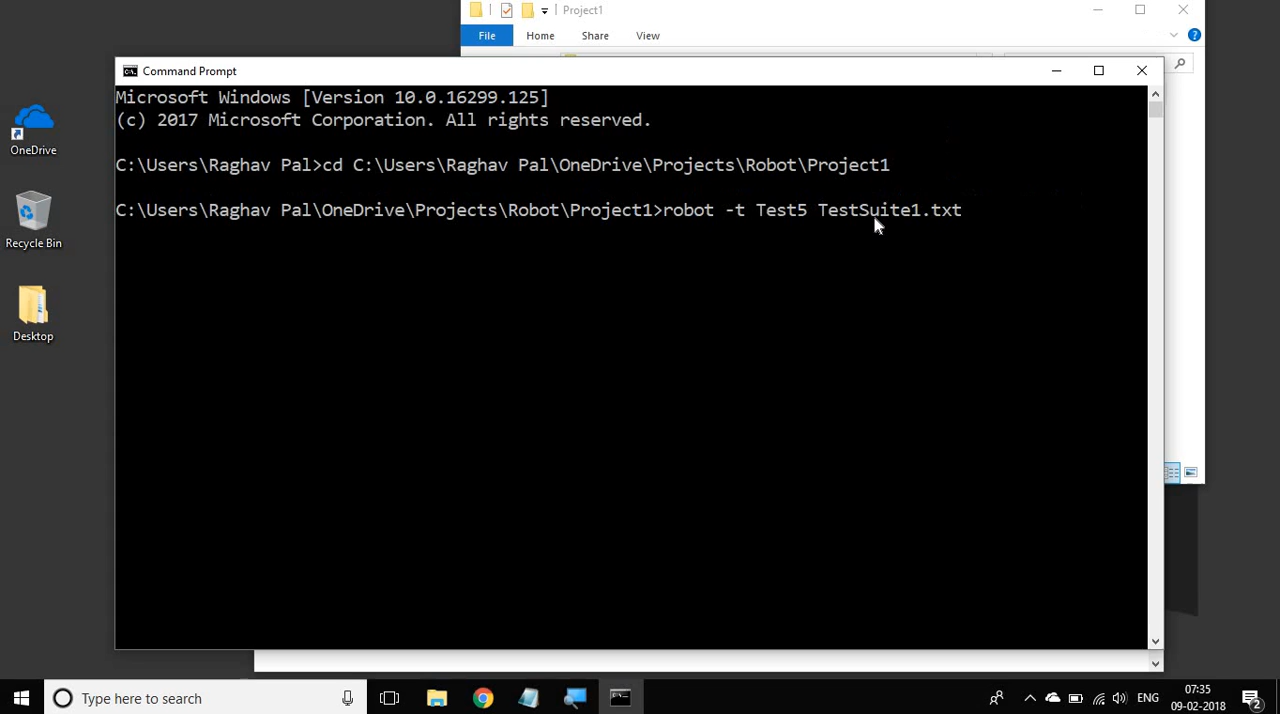 Project1
File Home Share View
Command Prompt
Microsoft Windows [Version 10.0.16299.125]
(c) 2017 Microsoft Corporation. All rights reserved.
C:\Users\Raghav Pal>cd C:\Users\Raghav Pal\OneDrive\Projects\Robot\Project1
C:\Users\Raghav Pal\OneDrive\Projects\Robot\Project1>robot -t Test5 TestSuite1.txt
OneDrive
Recycle Bin
Desktop
Type here to search
ENG
07:35
09-02-2018
2